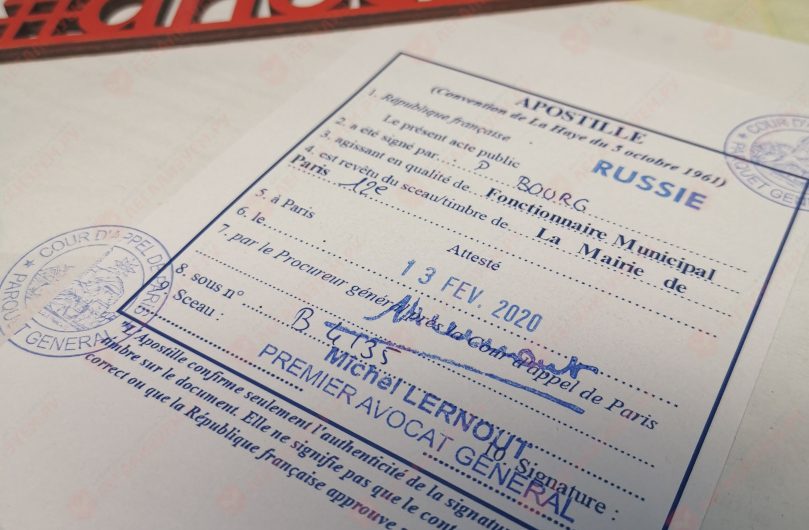 APOSTILLE
(Convention de La Haye du 5 octobre 1961)
1. République française
Le présent acte public
RUSSIE
2. a été signé par : D BOURG
3. agissant en qualité de Fonctionnaire Municipal
4. est revêtu du sceau/timbre de La Mairie de
Paris 12e
Attesté
5. à Paris
6. le 13 FEV. 2020
7. par le Procureur général près la Cour d'appel de Paris
8. sous n° B 4135
9.
Sceau :
Michel LERNOUT
PREMIER AVOCAT GÉNÉRAL
10 Signature :
COUR D'APPEL DE PARIS
PARQUET GENERAL
COUR D'A
PARQUET GENE
l'Apostille confirme seulement l'authenticité de la signature
timbre sur le document. Elle ne signifie pas que le cont
correct ou que la République française approuve